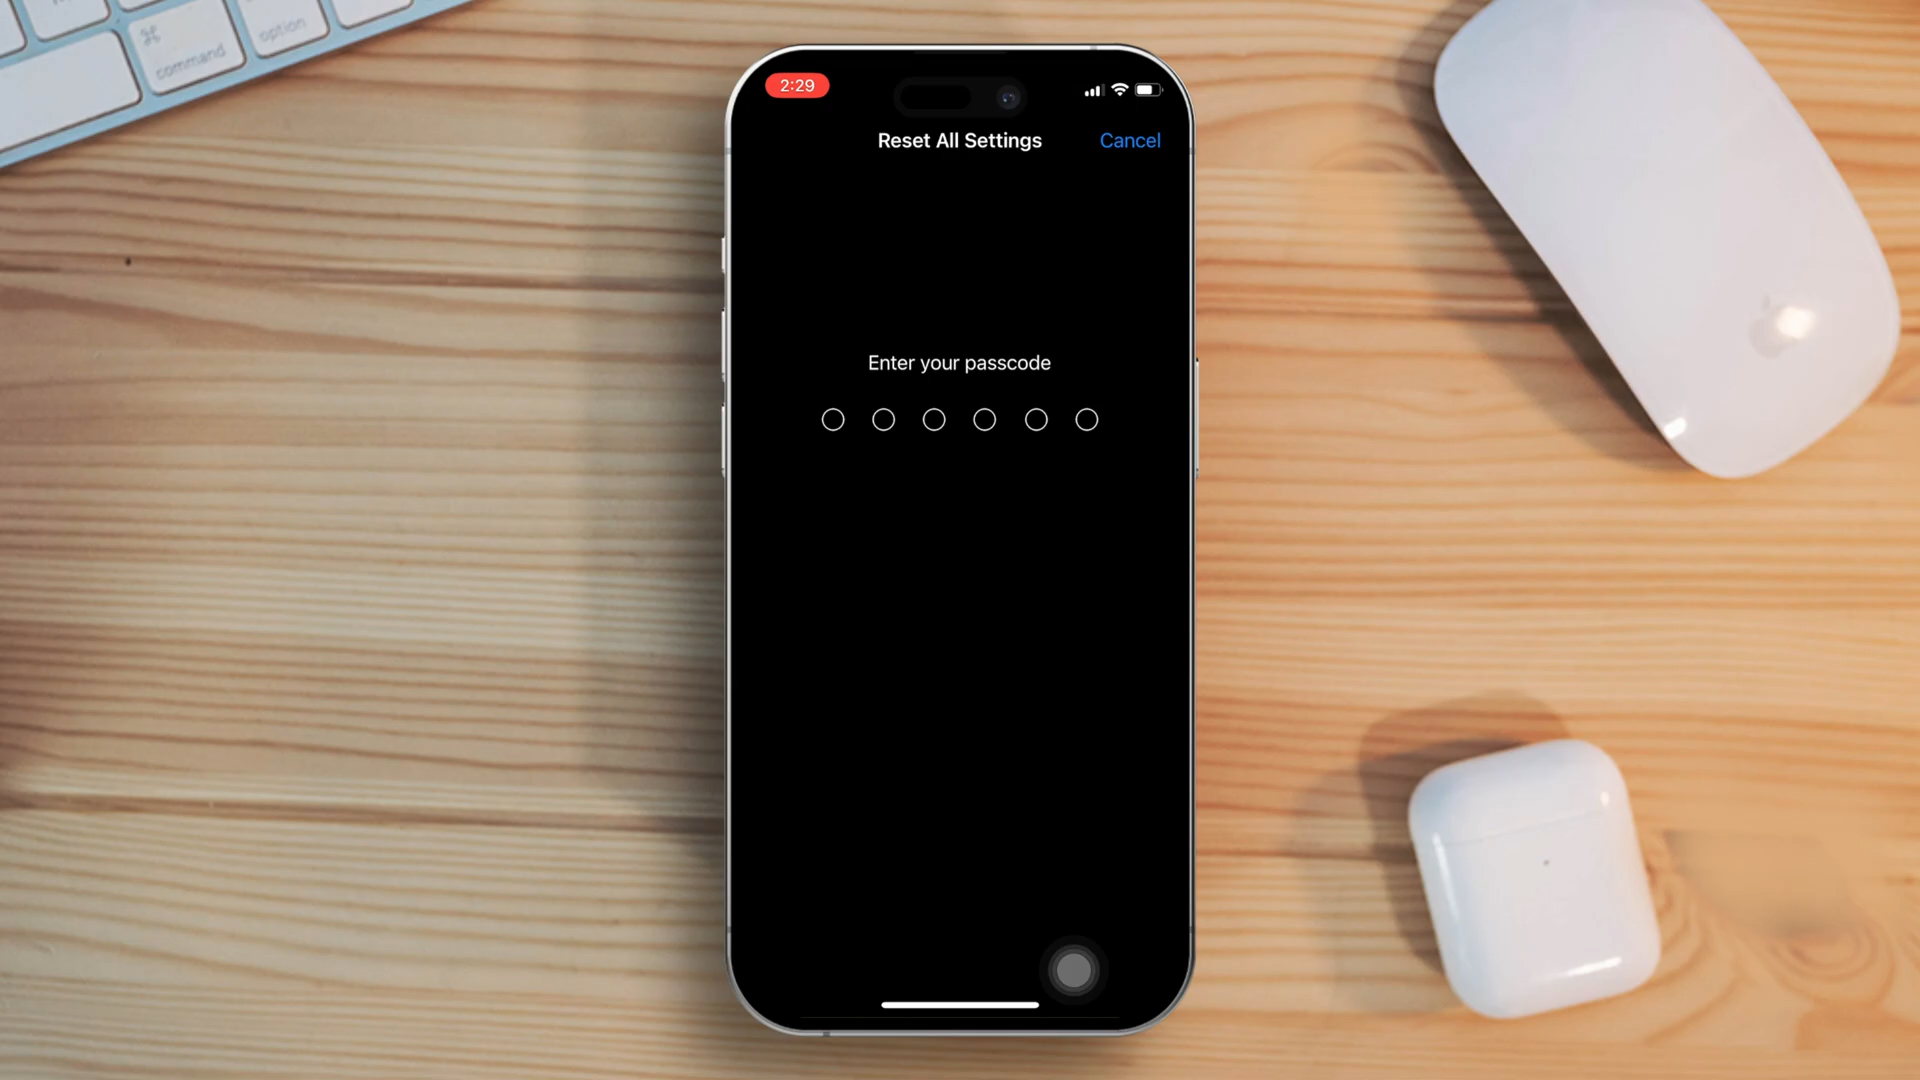 ⌘
command
option
2:29
Reset All Settings
Cancel
Enter your passcode